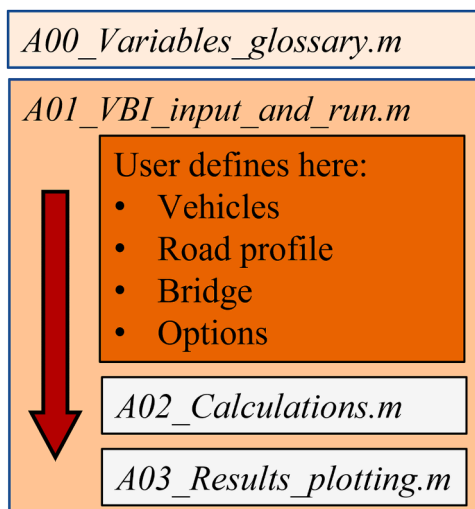 A00_Variables_glossary.m
A01_VBI_input_and_run.m
User defines here:
• Vehicles
• Road profile
• Bridge
• Options
A02_Calculations.m
A03_Results_plotting.m